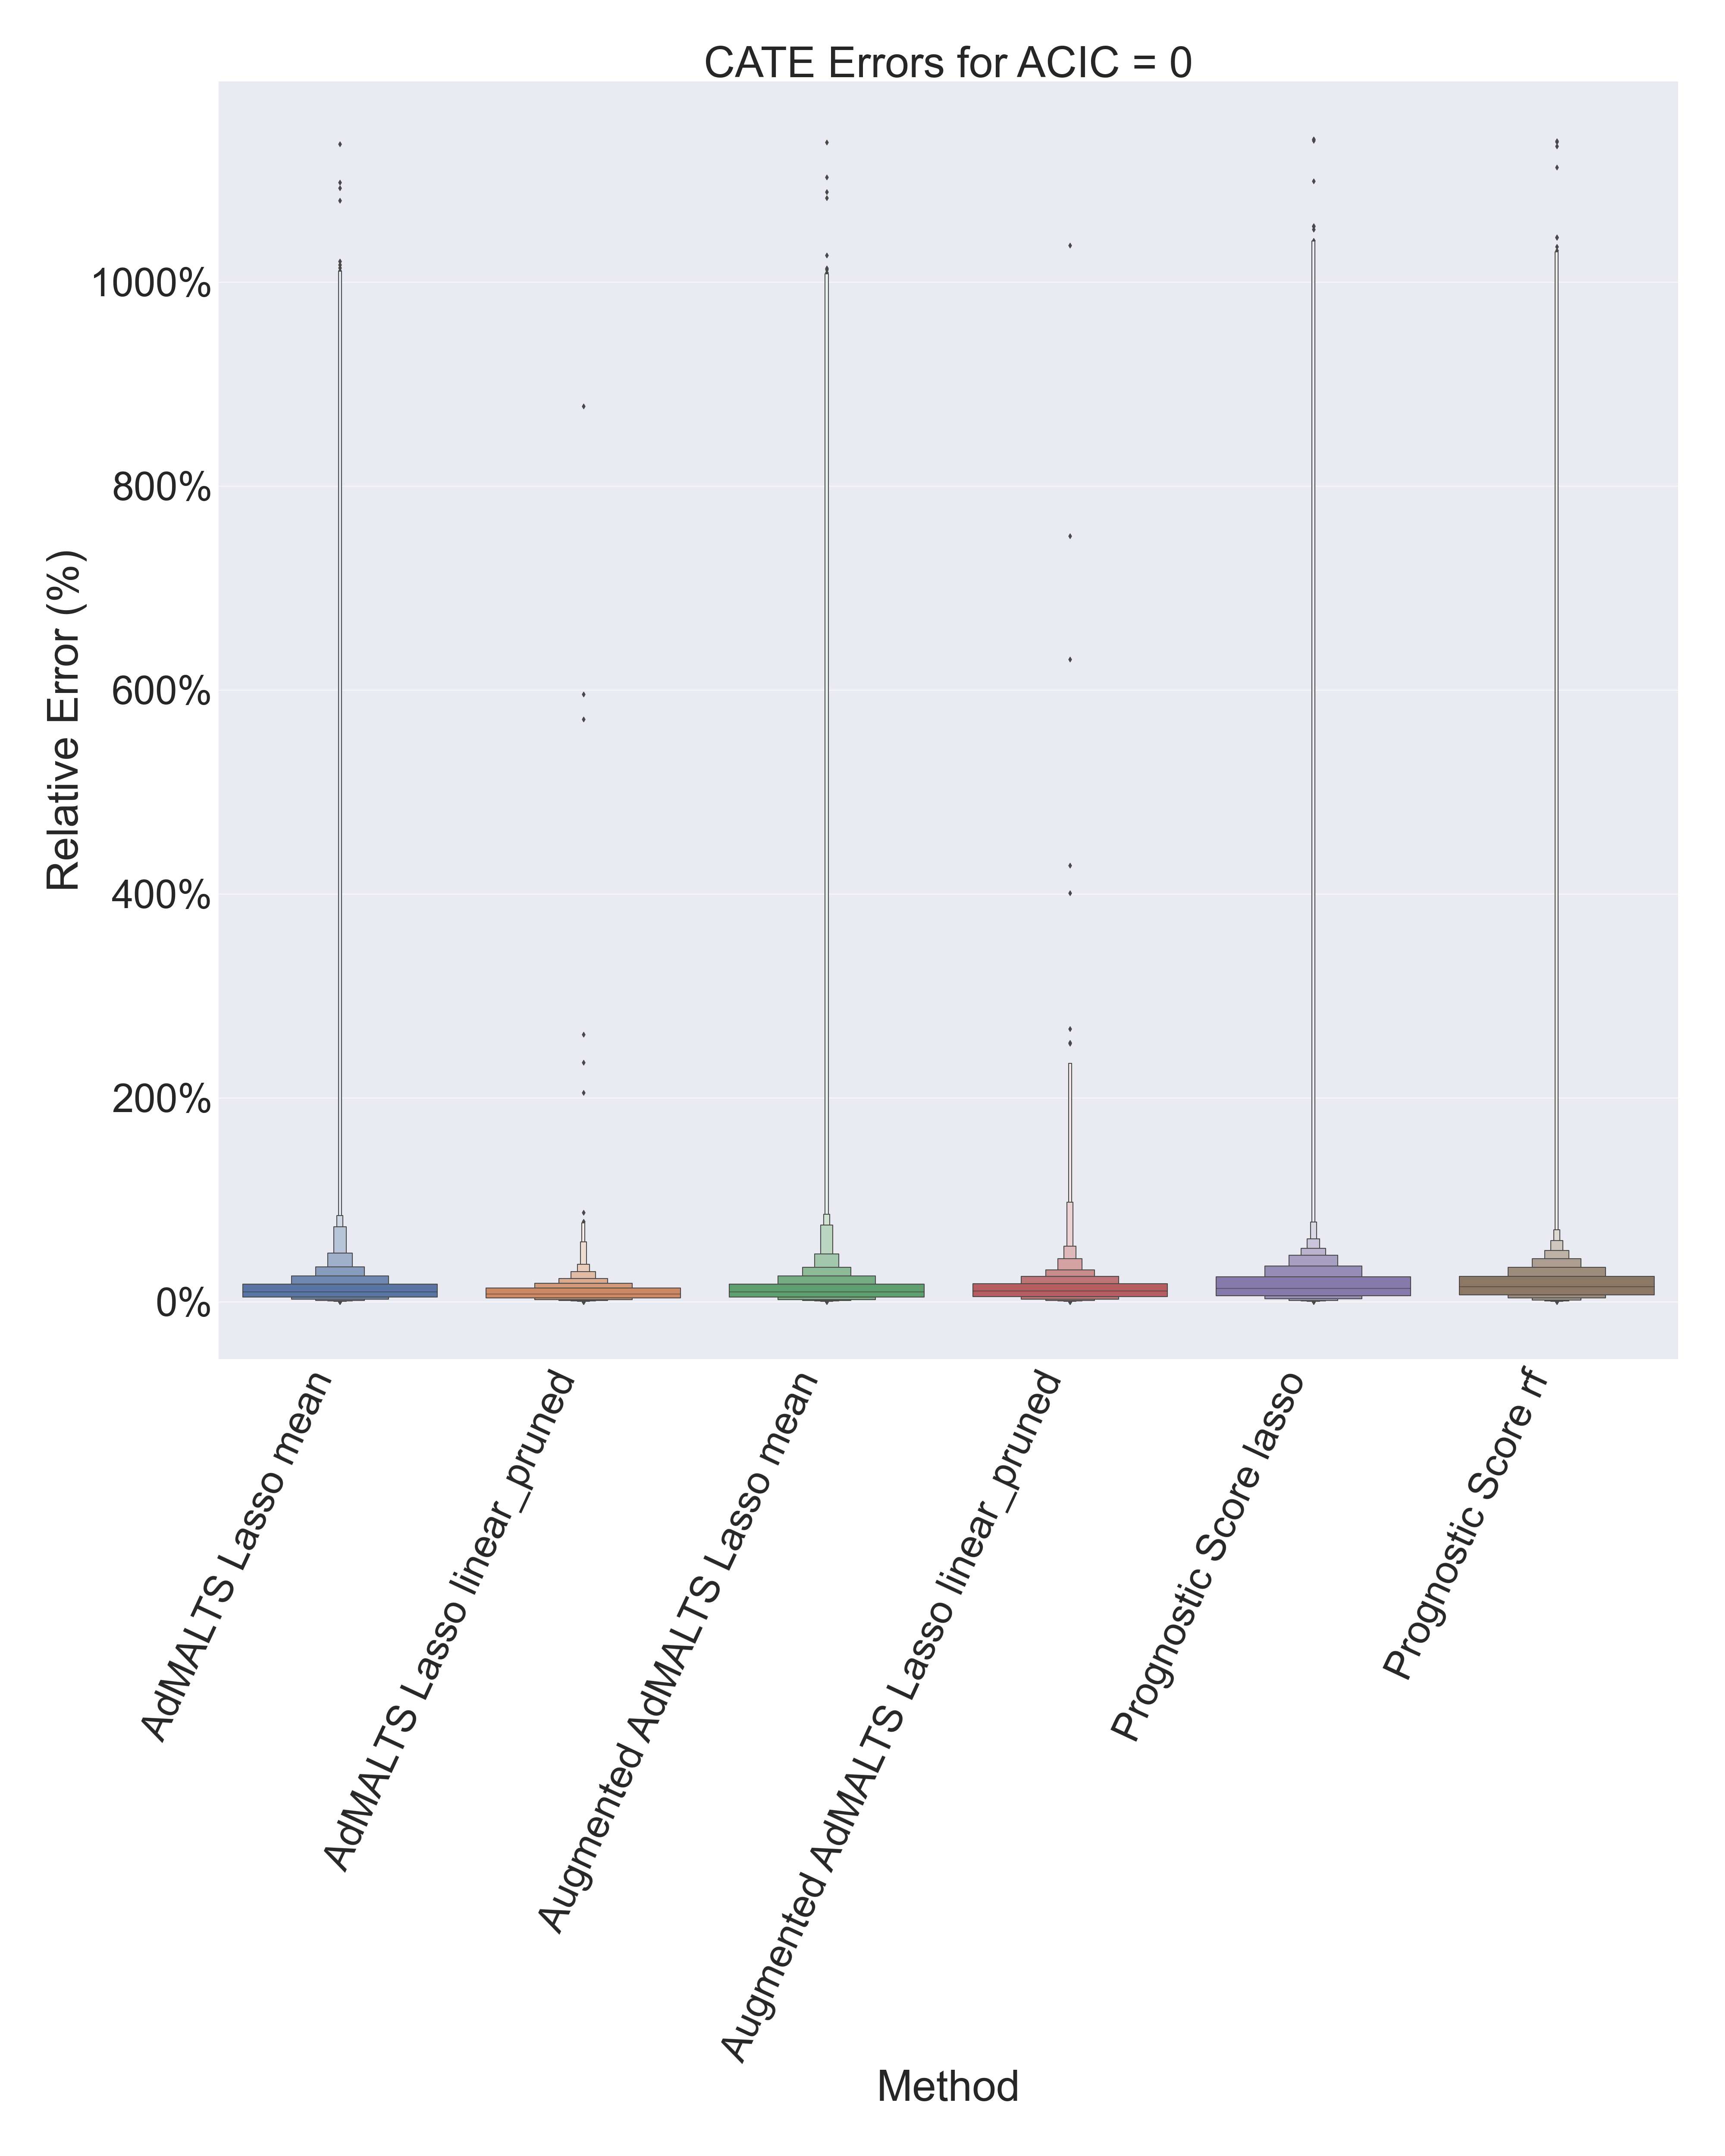 CATE Errors for ACIC = 0
Relative Error (%)
1000%
800%
600%
400%
200%
0%
AdMALTS Lasso mean
AdMALTS Lasso linear_pruned
Augmented AdMALTS Lasso mean
Augmented AdMALTS Lasso linear_pruned
Prognostic Score lasso
Prognostic Score rf
Method